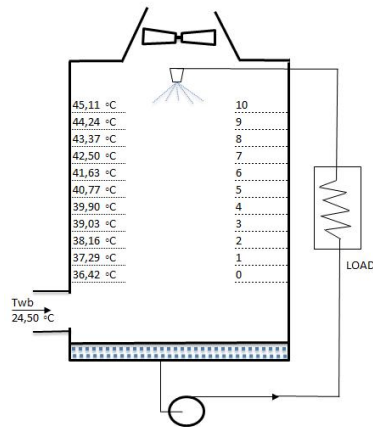 45,11 °C 10
44,24 °C 9
43,37 °C 8
42,50 °C 7
41,63 °C 6
40,77 °C 5
39,90 °C 4
39,03 °C 3
38,16 °C 2
37,29 °C 1
36,42 °C 0
LOAD
Twb
24,50 °C